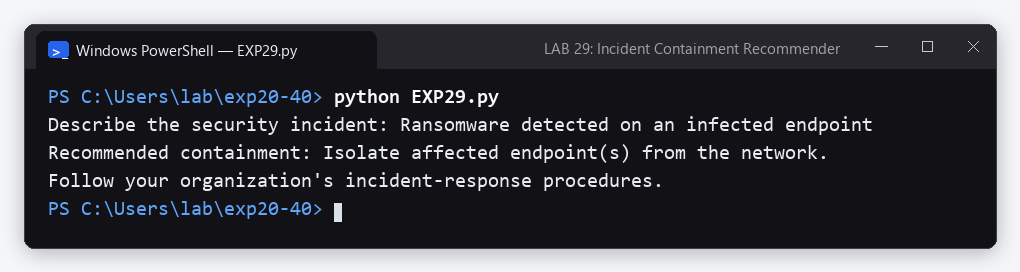 Windows PowerShell — EXP29.py
LAB 29: Incident Containment Recommender
PS C:\Users\lab\exp20-40> python EXP29.py
Describe the security incident: Ransomware detected on an infected endpoint
Recommended containment: Isolate affected endpoint(s) from the network.
Follow your organization's incident-response procedures.
PS C:\Users\lab\exp20-40>